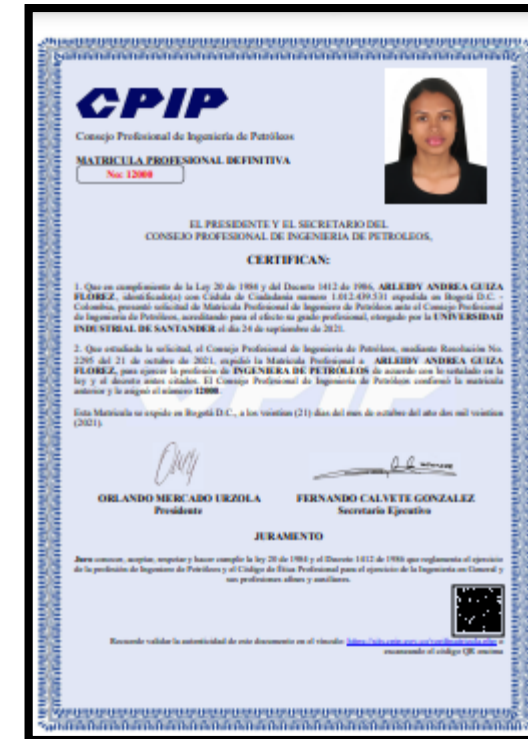 CPIP
Consejo Profesional de Ingeniería de Petróleos
MATRICULA PROFESIONAL DEFINITIVA
No: 12000
EL PRESIDENTE Y EL SECRETARIO DEL
CONSEJO PROFESIONAL DE INGENIERIA DE PETROLEOS,
CERTIFICAN:
1. Que en cumplimiento de la Ley 20 de 1984 y del Decreto 1412 de 1986, ARLEIDY ANDREA GUIZA
FLOREZ, identificado(a) con Cédula de Ciudadanía numero 1.012.439.531 expedida en Bogotá D.C. -
Colombia, presentó solicitud de Matrícula Profesional de Ingeniero de Petróleos ante el Consejo Profesional
de Ingeniería de Petróleos, acreditando para el efecto su grado profesional, otorgado por la UNIVERSIDAD
INDUSTRIAL DE SANTANDER el día 24 de septiembre de 2021.
2. Que estudiada la solicitud, el Consejo Profesional de Ingeniería de Petróleos, mediante Resolución No.
2295 del 21 de octubre de 2021, expidió la Matrícula Profesional a ARLEIDY ANDREA GUIZA
FLOREZ, para ejercer la profesión de INGENIERA DE PETRÓLEOS de acuerdo con lo señalado en la
ley y el decreto antes citados. El Consejo Profesional de Ingeniería de Petróleos confirmó la matrícula
anterior y le asignó el número 12000.
Esta Matrícula se expide en Bogotá D.C., a los veintiun (21) días del mes de octubre del año dos mil veintiun
(2021).
ORLANDO MERCADO URZOLA
Presidente
FERNANDO CALVETE GONZALEZ
Secretario Ejecutivo
JURAMENTO
Juro conocer, aceptar, respetar y hacer cumplir la ley 20 de 1984 y el Decreto 1412 de 1986 que reglamenta el ejercicio
de la profesión de Ingeniero de Petróleos y el Código de Ética Profesional para el ejercicio de la Ingeniería en General y
sus profesiones afines y auxiliares.
Recuerde validar la autenticidad de este documento en el vínculo: o
escaneando el código QR encima